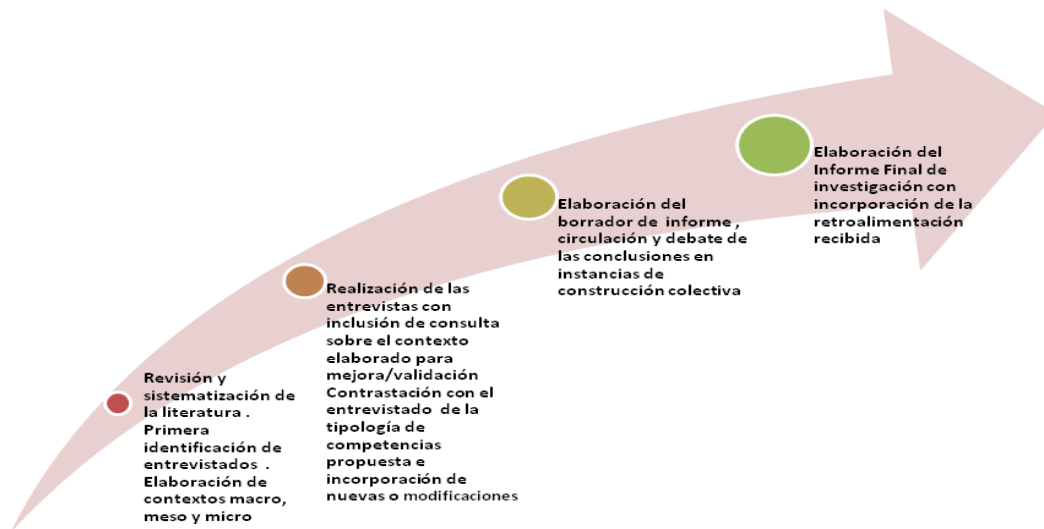 Revisión y
sistematización de
la literatura .
Primera
identificación de
entrevistados .
Elaboración de
contextos macro,
meso y micro
Realización de las
entrevistas con
inclusión de consulta
sobre el contexto
elaborado para
mejora/validación
Contrastación con el
entrevistado de la
tipología de
competencias
propuesta e
incorporación de
nuevas o modificaciones
Elaboración del
borrador de informe ,
circulación y debate de
las conclusiones en
instancias de
construcción colectiva
Elaboración del
Informe Final de
investigación con
incorporación de la
retroalimentación
recibida